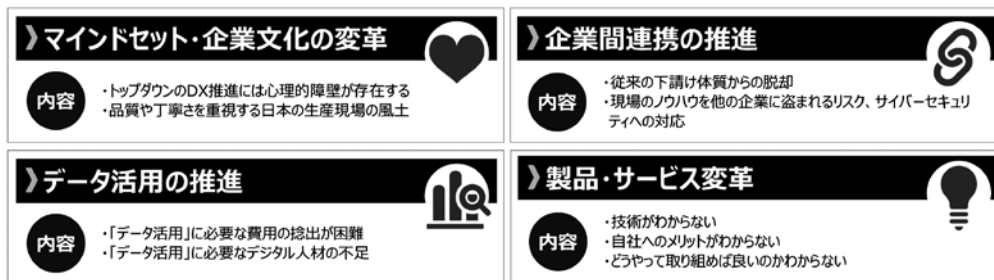 》マインドセット・企業文化の変革
内容
・トップダウンのDX推進には心理的障壁が存在する
・品質や丁寧さを重視する日本の生産現場の風土
》企業間連携の推進
内容
・従来の下請け体質からの脱却
・現場のノウハウを他の企業に盗まれるリスク、サイバーセキュリ
ティへの対応
》データ活用の推進
内容
・「データ活用」に必要な費用の捻出が困難
・「データ活用」に必要なデジタル人材の不足
》製品・サービス変革
内容
・技術がわからない
・自社へのメリットがわからない
・どうやって取り組めば良いのかわからない